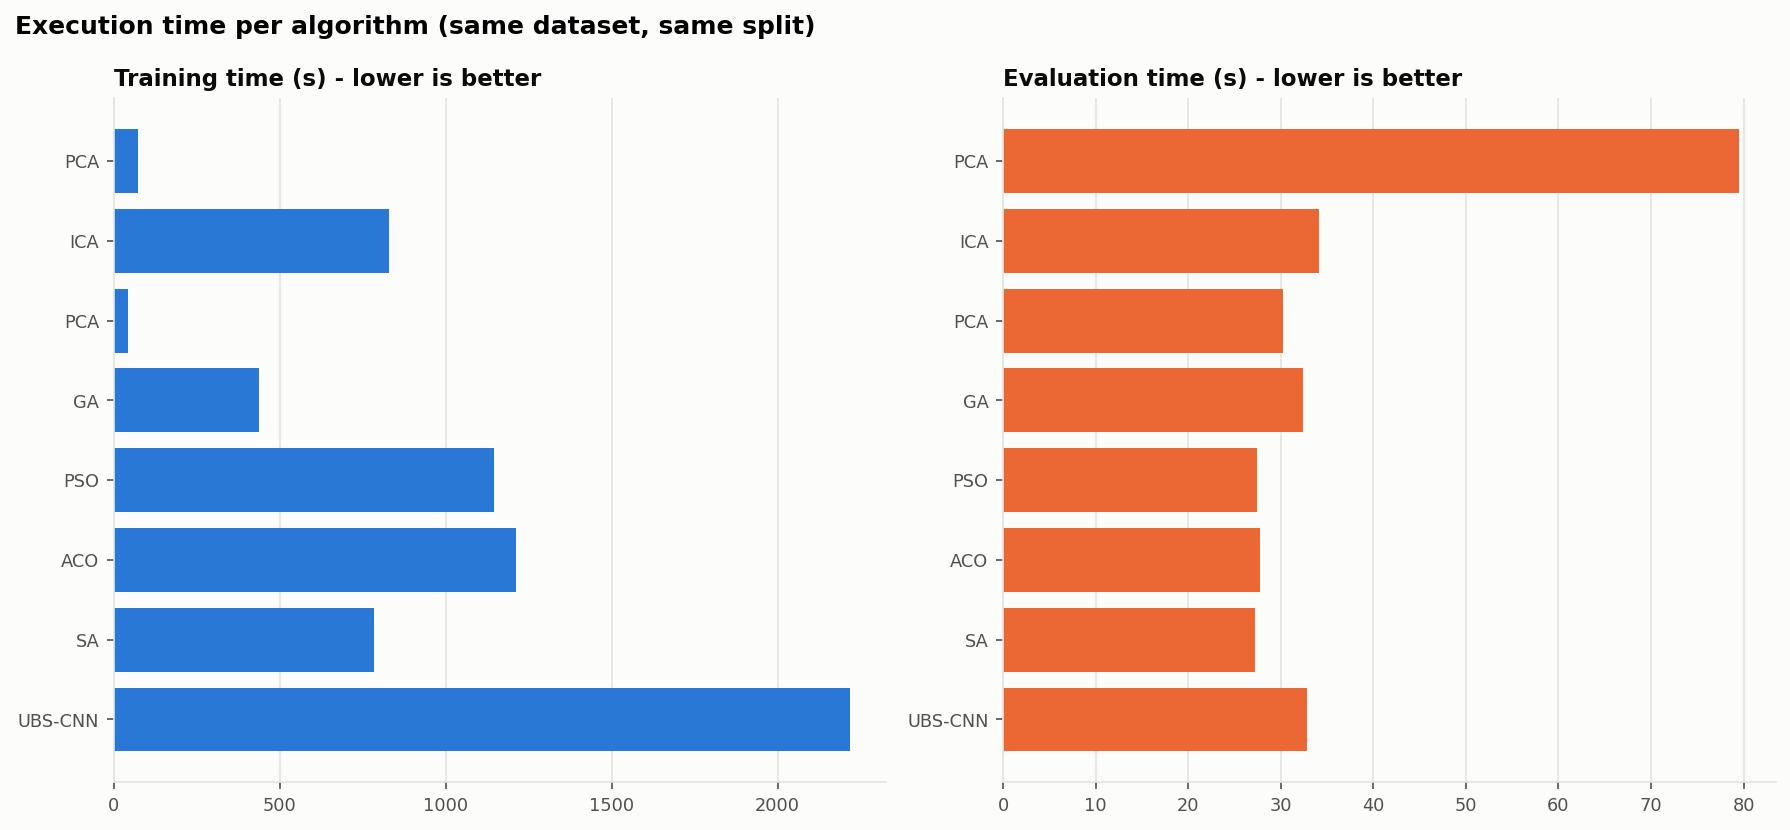 Execution time per algorithm (same dataset, same split)
Training time (s) - lower is better
PCA
ICA
PCA
GA
PSO
ACO
SA
UBS-CNN
0 500 1000 1500 2000
Evaluation time (s) - lower is better
PCA
ICA
PCA
GA
PSO
ACO
SA
UBS-CNN
0 10 20 30 40 50 60 70 80